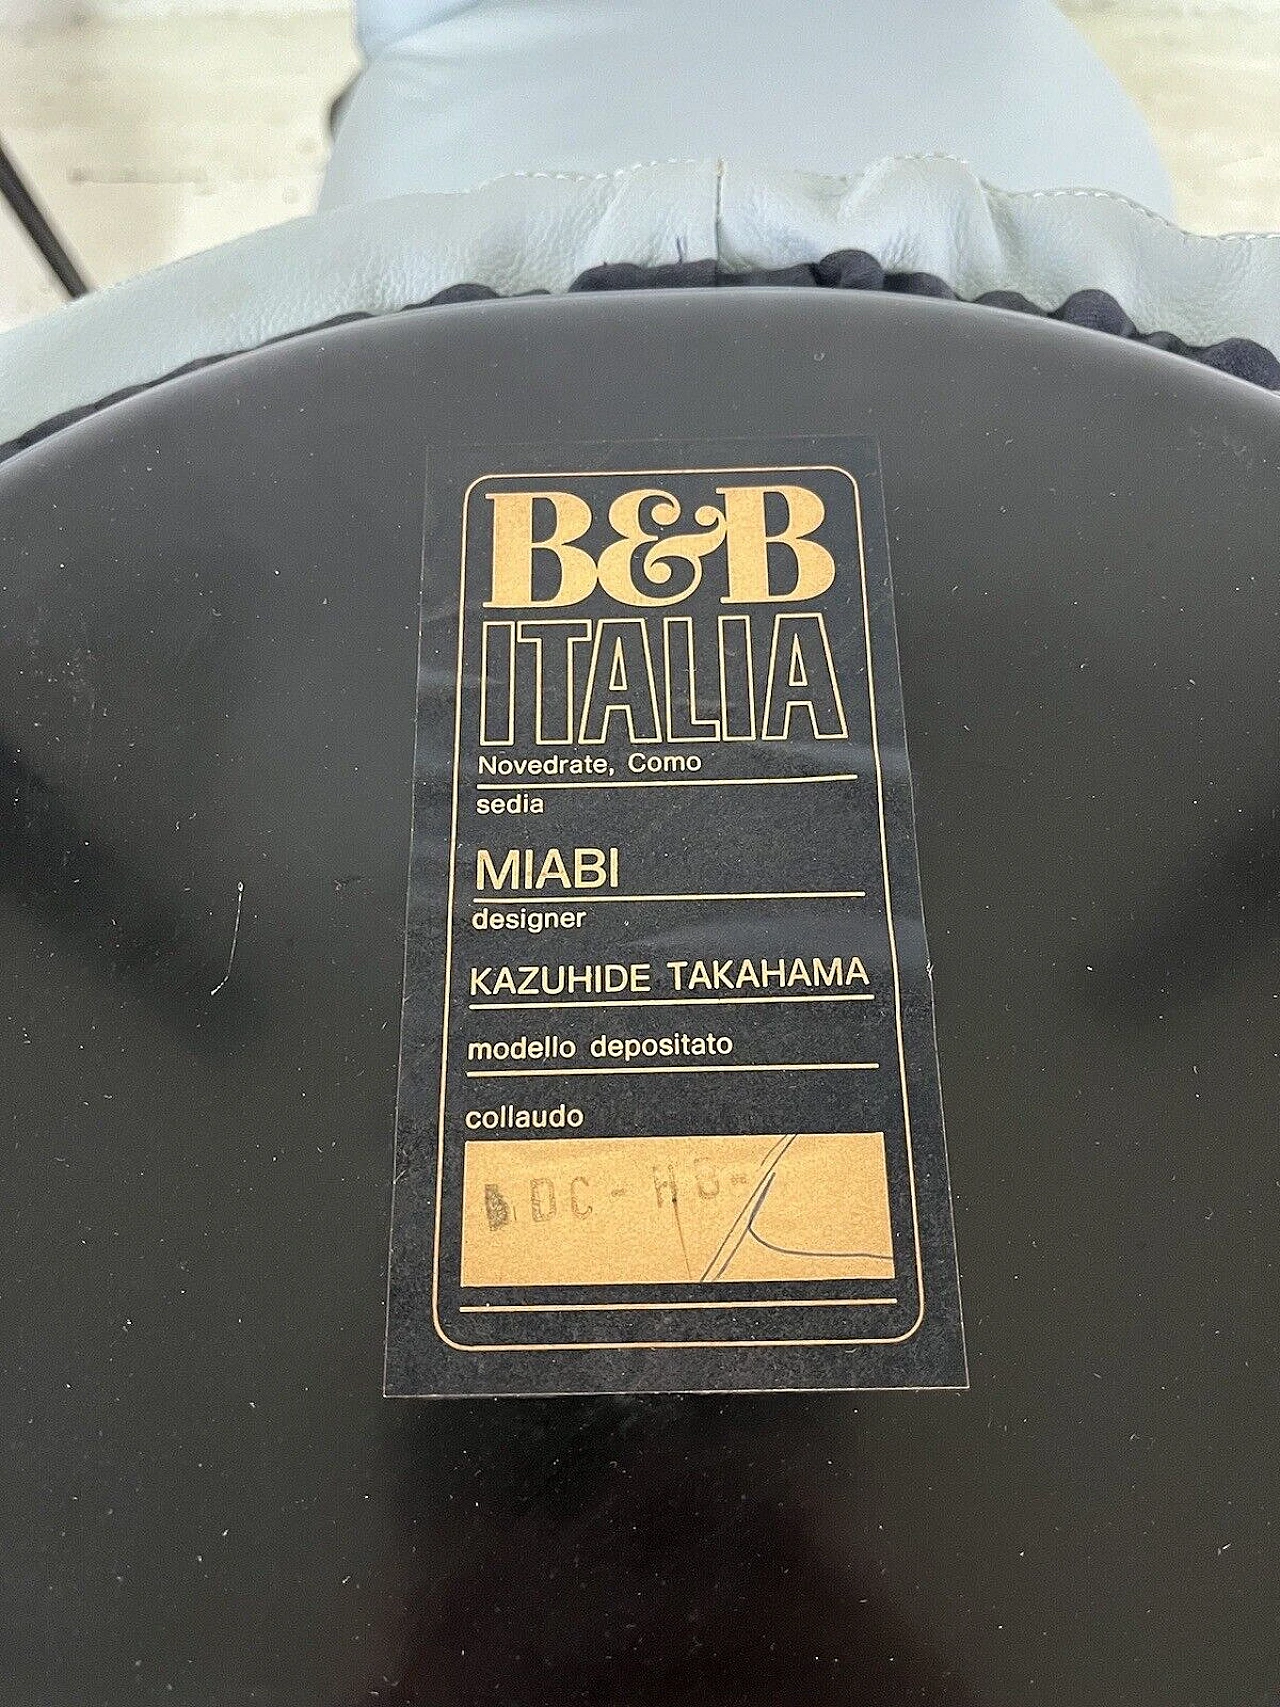 B&B
ITALIA
Novedrate, Como
sedia
MIABI
designer
KAZUHIDE TAKAHAMA
modello depositato
collaudo